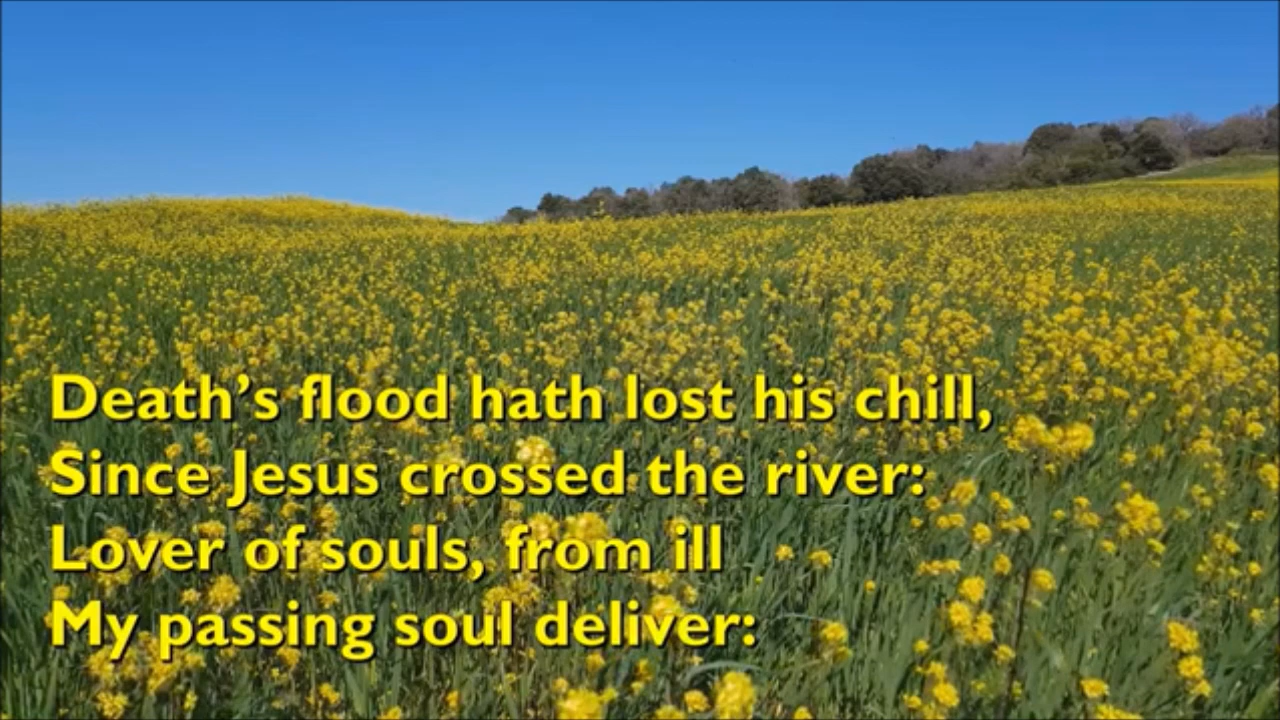 Death’s flood hath lost his chill,
Since Jesus crossed the river:
Lover of souls, from ill
My passing soul deliver: